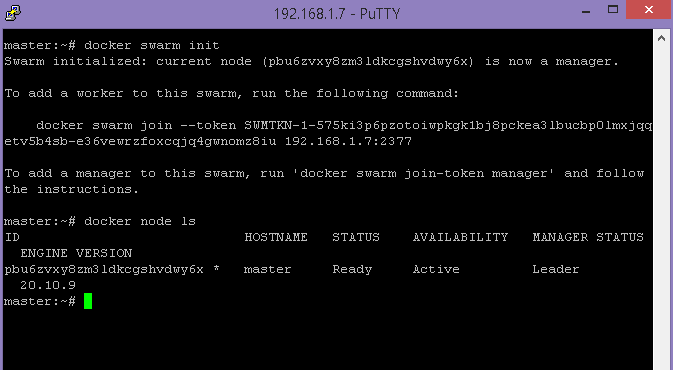 192.168.1.7 - PuTTY
master:~# docker swarm init
Swarm initialized: current node (pbu6zvxy8zm3ldkcgshvdwy6x) is now a manager.
To add a worker to this swarm, run the following command:
docker swarm join --token SWMTKN-1-575ki3p6pzotoiwpkgk1bj8pckea3lbucbp0lmxjqq
etv5b4sb-e36vewrzfoxcqjq4gwnomz8iu 192.168.1.7:2377
To add a manager to this swarm, run 'docker swarm join-token manager' and follow
the instructions.
master:~# docker node ls
ID HOSTNAME STATUS AVAILABILITY MANAGER STATUS
ENGINE VERSION
pbu6zvxy8zm3ldkcgshvdwy6x * master Ready Active Leader
20.10.9
master:~#